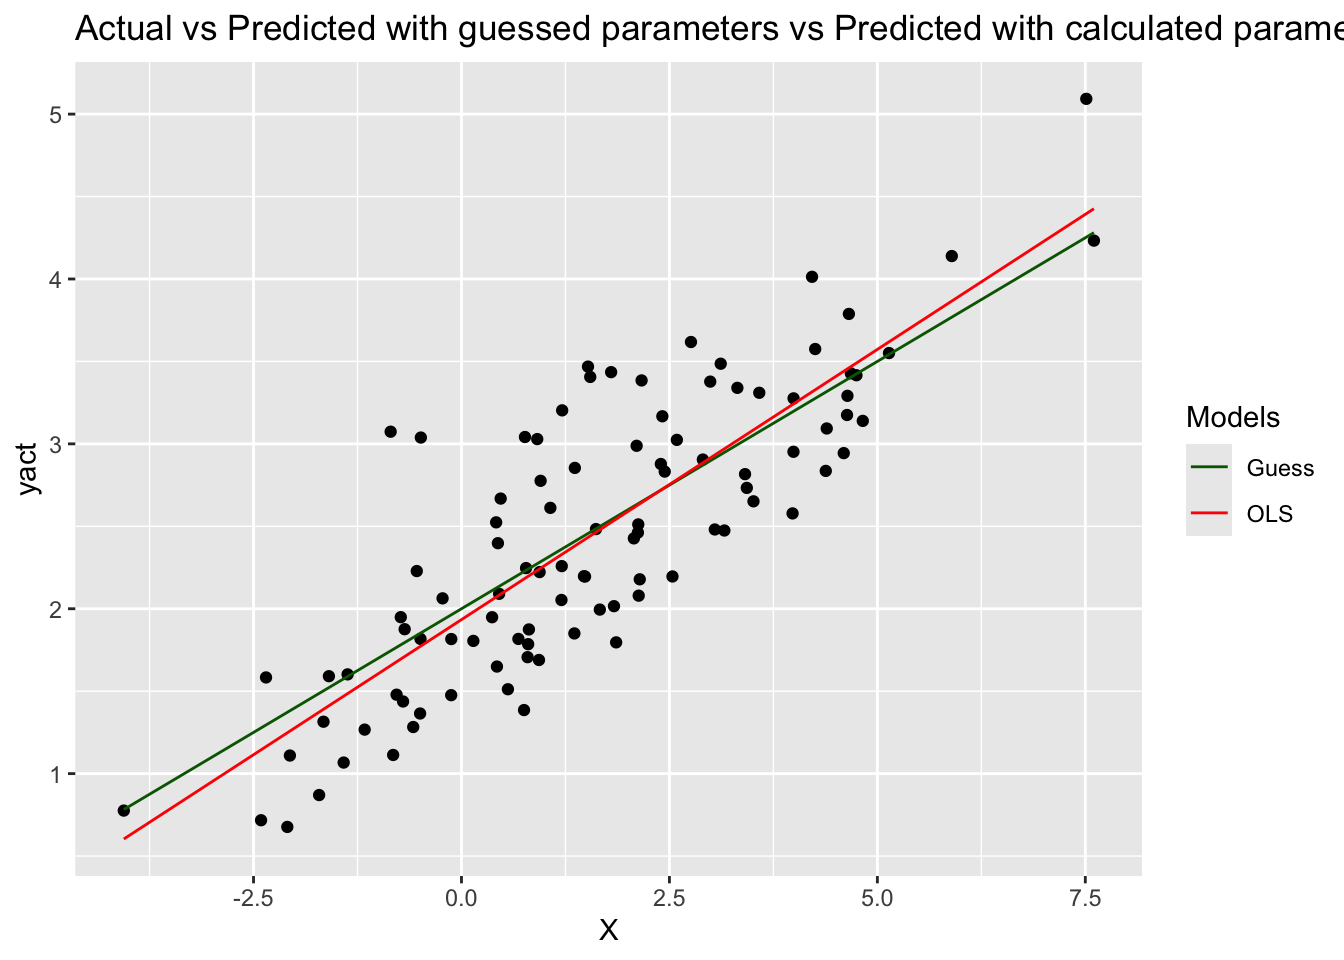 Actual vs Predicted with guessed parameters vs Predicted with calculated parame
5
4
3
2
1
yact
-2.5
0.0
2.5
5.0
7.5
X
Models
Guess
OLS